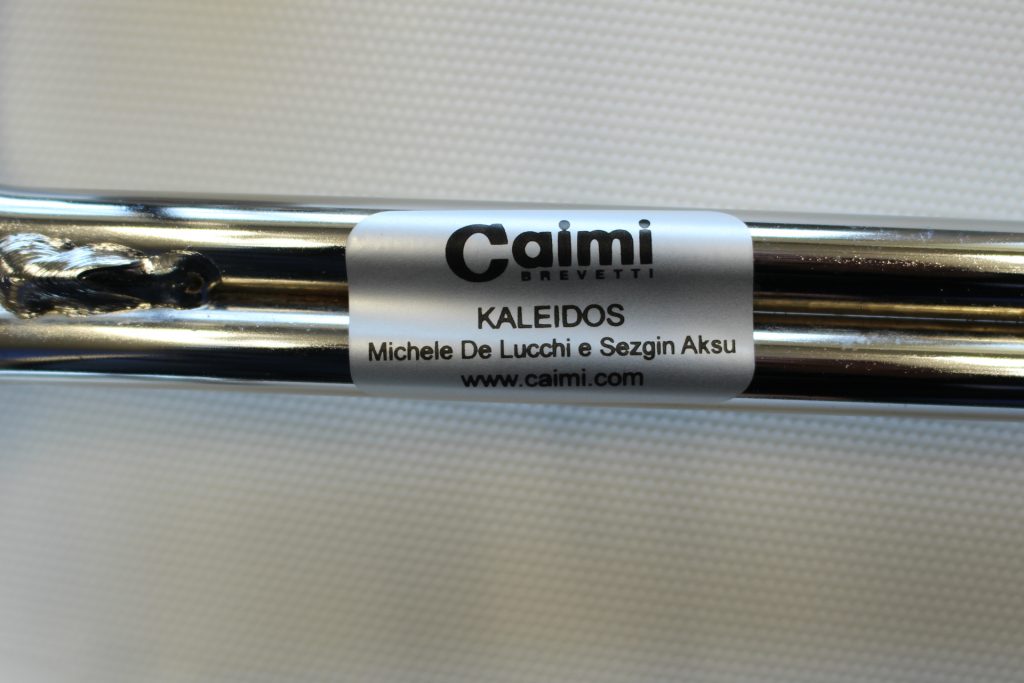 Caimi
BREVETTI
KALEIDOS
Michele De Lucchi e Sezgin Aksu
www.caimi.com